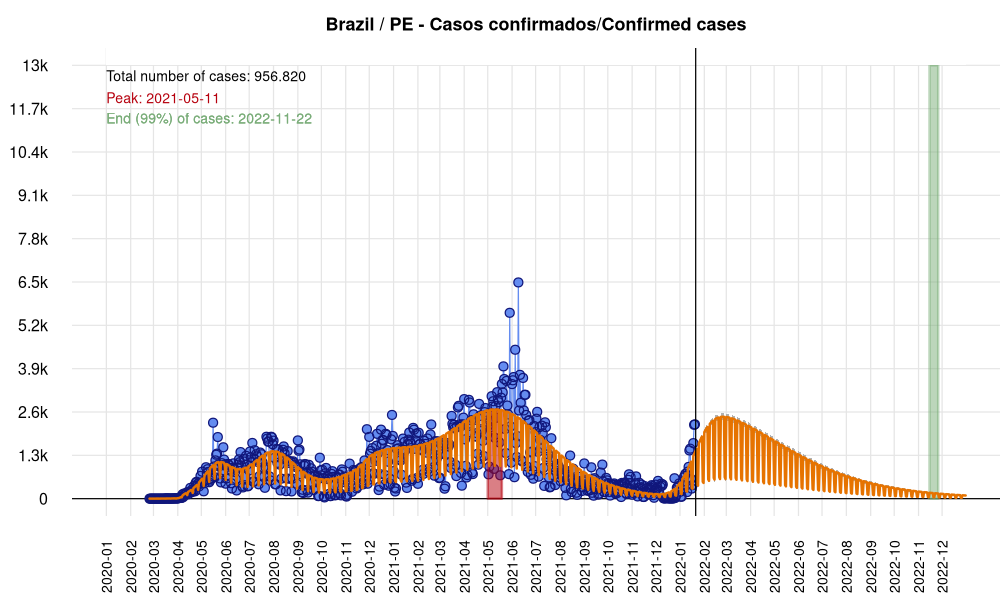 Brazil / PE - Casos confirmados/Confirmed cases
13k
11.7k
10.4k
9.1k
7.8k
6.5k
5.2k
3.9k
2.6k
1.3k
0
Total number of cases: 956.820
Peak: 2021-05-11
End (99%) of cases: 2022-11-22
2020-01
2020-02
2020-03
2020-04
2020-05
2020-06
2020-07
2020-08
2020-09
2020-10
2020-11
2020-12
2021-01
2021-02
2021-03
2021-04
2021-05
2021-06
2021-07
2021-08
2021-09
2021-10
2021-11
2021-12
2022-01
2022-02
2022-03
2022-04
2022-05
2022-06
2022-07
2022-08
2022-09
2022-10
2022-11
2022-12